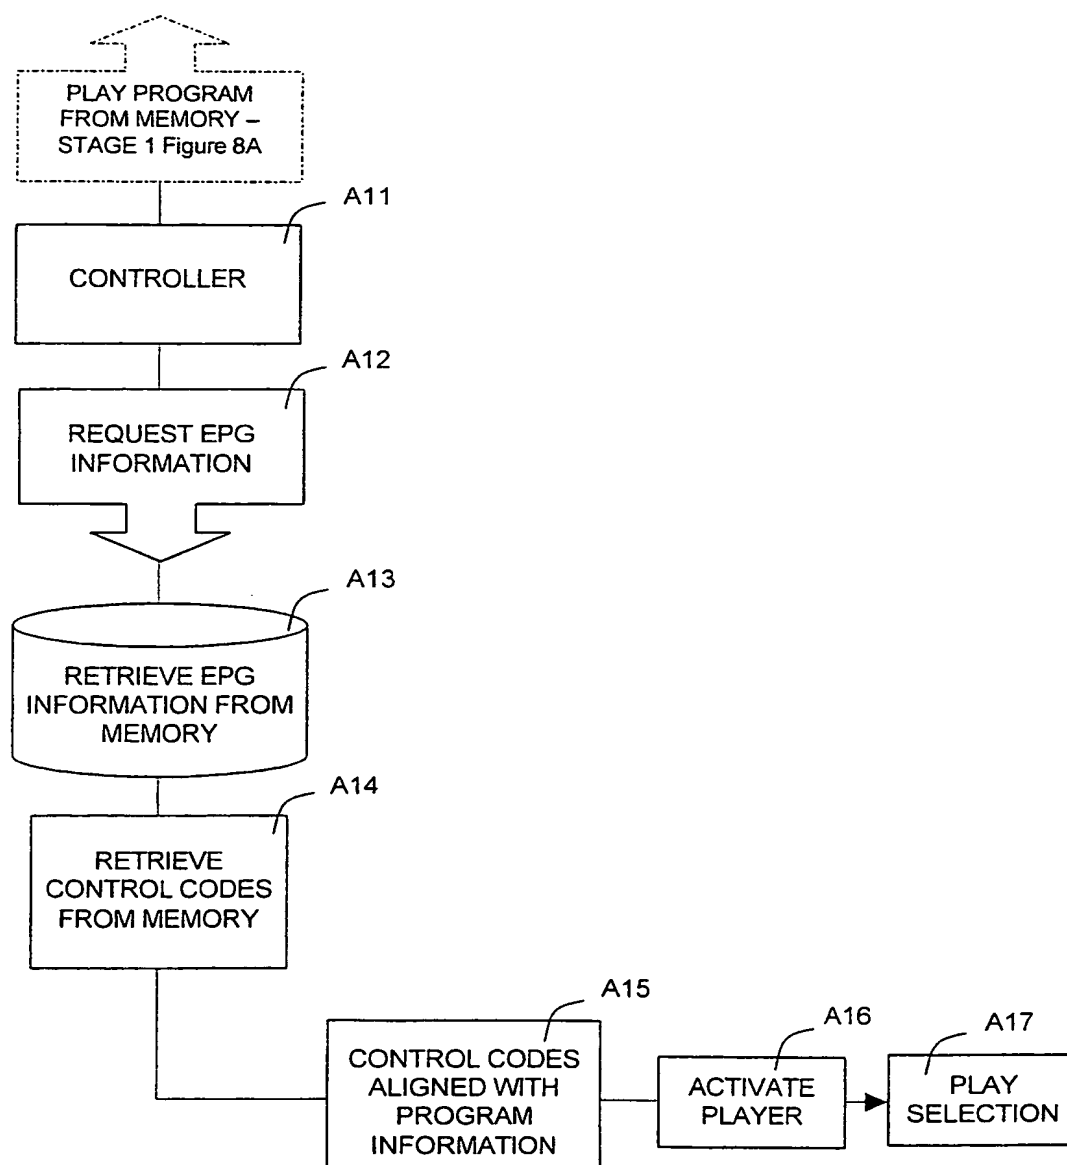 PLAY PROGRAM
FROM MEMORY –
STAGE 1 Figure 8A
A11
CONTROLLER
A12
REQUEST EPG
INFORMATION
A13
RETRIEVE EPG
INFORMATION FROM
MEMORY
A14
RETRIEVE
CONTROL CODES
FROM MEMORY
A15
CONTROL CODES
ALIGNED WITH
PROGRAM
INFORMATION
A16
ACTIVATE
PLAYER
A17
PLAY
SELECTION